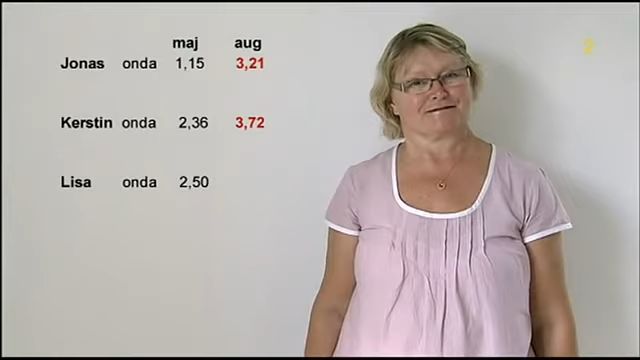 maj aug
Jonas onda 1,15 3,21
2
Kerstin onda 2,36 3,72
Lisa onda 2,50